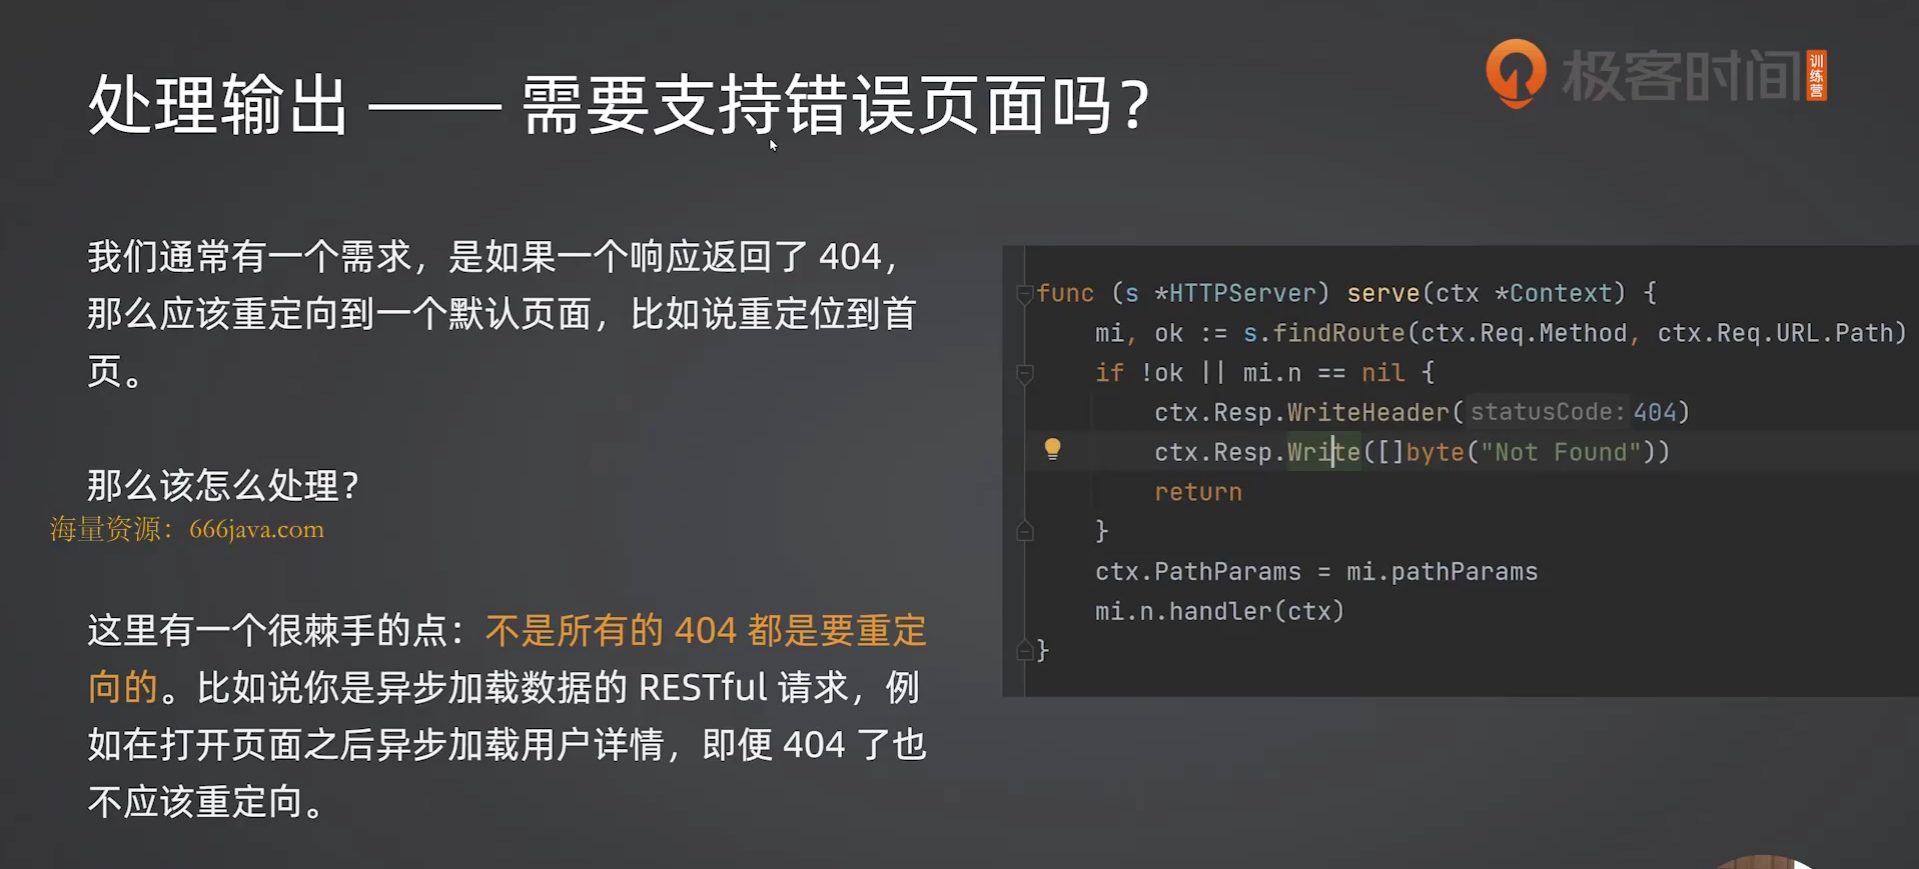 处理输出 —— 需要支持错误页面吗？
极客时间
训练营
我们通常有一个需求，是如果一个响应返回了 404，
那么应该重定向到一个默认页面，比如说重定位到首
页。
那么该怎么处理？
海量资源：666java.com
这里有一个很棘手的点：不是所有的 404 都是要重定
向的。比如说你是异步加载数据的 RESTful 请求，例
如在打开页面之后异步加载用户详情，即便 404 了也
不应该重定向。
func (s *HTTPServer) serve(ctx *Context) {
mi, ok := s.findRoute(ctx.Req.Method, ctx.Req.URL.Path)
if !ok || mi.n == nil {
ctx.Resp.WriteHeader( statusCode: 404)
ctx.Resp.Write([]byte("Not Found"))
return
}
ctx.PathParams = mi.pathParams
mi.n.handler(ctx)
}